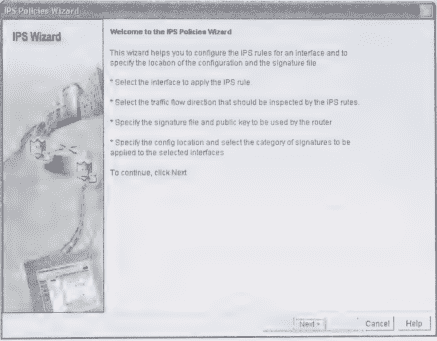 IPS Policies Wizard
IPS Wizard
Welcome to the IPS Policies Wizard
This wizard helps you to configure the IPS rules for an interface and to
specify the location of the configuration and the signature file
* Select the interface to apply the IPS rule
* Select the traffic flow direction that should be inspected by the IPS rules.
* Specify the signature file and public key to be used by the router
* Specify the config location and select the category of signatures to be
applied to the selected interfaces
To continue, click Next
Next >
Cancel
Help